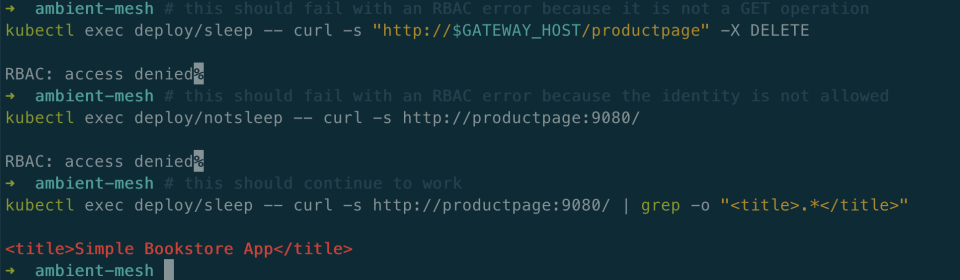 ➜ ambient-mesh # this should fail with an RBAC error because it is not a GET operation
kubectl exec deploy/sleep -- curl -s "http://$GATEWAY_HOST/productpage" -X DELETE
RBAC: access denied%
➜ ambient-mesh # this should fail with an RBAC error because the identity is not allowed
kubectl exec deploy/notsleep -- curl -s http://productpage:9080/
RBAC: access denied%
➜ ambient-mesh # this should continue to work
kubectl exec deploy/sleep -- curl -s http://productpage:9080/ | grep -o "<title>.*</title>"
<title>Simple Bookstore App</title>
➜ ambient-mesh